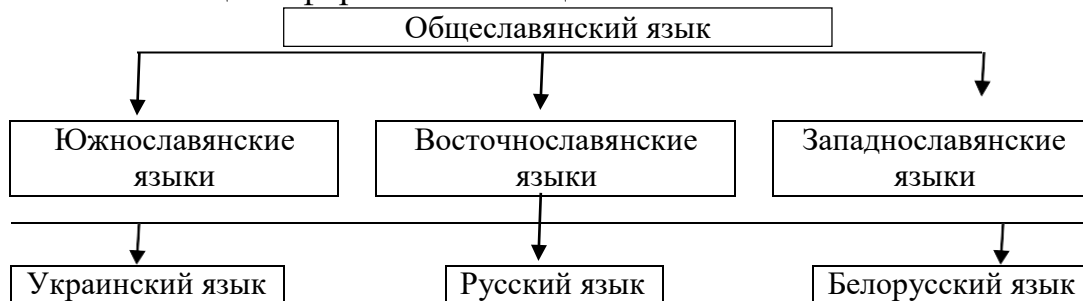 Общеславянский язык
Южнославянские
языки
Восточнославянские
языки
Западнославянские
языки
Украинский язык
Русский язык
Белорусский язык